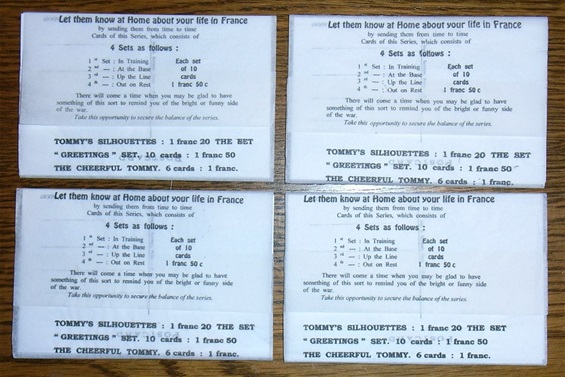 Let them know at Home about your life in France
by sending them from time to time
Cards of this Series, which consists of
4 Sets as follows :
1 st Set : In Training Each set
2 nd — : At the Base of 10
3 rd — : Up the Line cards
4 th — : Out on Rest 1 franc 50 c
There will come a time when you may be glad to have
something of this sort to remind you of the bright or funny side
of the war.
Take this opportunity to secure the balance of the series.
TOMMY'S SILHOUETTES : 1 franc 20 THE SET
"GREETINGS" SET. 10 cards : 1 franc 50
THE CHEERFUL TOMMY. 6 cards : 1 franc.
Let them know at Home about your life in France
by sending them from time to time
Cards of this Series, which consists of
4 Sets as follows :
1 st Set : In Training Each set
2 nd — : At the Base of 10
3 rd — : Up the Line cards
4 th — : Out on Rest 1 franc 50 c
There will come a time when you may be glad to have
something of this sort to remind you of the bright or funny side
of the war.
Take this opportunity to secure the balance of the series.
TOMMY'S SILHOUETTES : 1 franc 20 THE SET
"GREETINGS" SET. 10 cards : 1 franc 50
THE CHEERFUL TOMMY. 6 cards : 1 franc.
Let them know at Home about your life in France
by sending them from time to time
Cards of this Series, which consists of
4 Sets as follows :
1 st Set : In Training Each set
2 nd — : At the Base of 10
3 rd — : Up the Line cards
4 th — : Out on Rest 1 franc 50 c
There will come a time when you may be glad to have
something of this sort to remind you of the bright or funny side
of the war.
Take this opportunity to secure the balance of the series.
TOMMY'S SILHOUETTES : 1 franc 20 THE SET
"GREETINGS" SET. 10 cards : 1 franc 50
THE CHEERFUL TOMMY. 6 cards : 1 franc.
Let them know at Home about your life in France
by sending them from time to time
Cards of this Series, which consists of
4 Sets as follows :
1 st Set : In Training Each set
2 nd — : At the Base of 10
3 rd — : Up the Line cards
4 th — : Out on Rest 1 franc 50 c
There will come a time when you may be glad to have
something of this sort to remind you of the bright or funny side
of the war.
Take this opportunity to secure the balance of the series.
TOMMY'S SILHOUETTES : 1 franc 20 THE SET
"GREETINGS" SET. 10 cards : 1 franc 50
THE CHEERFUL TOMMY. 6 cards : 1 franc.